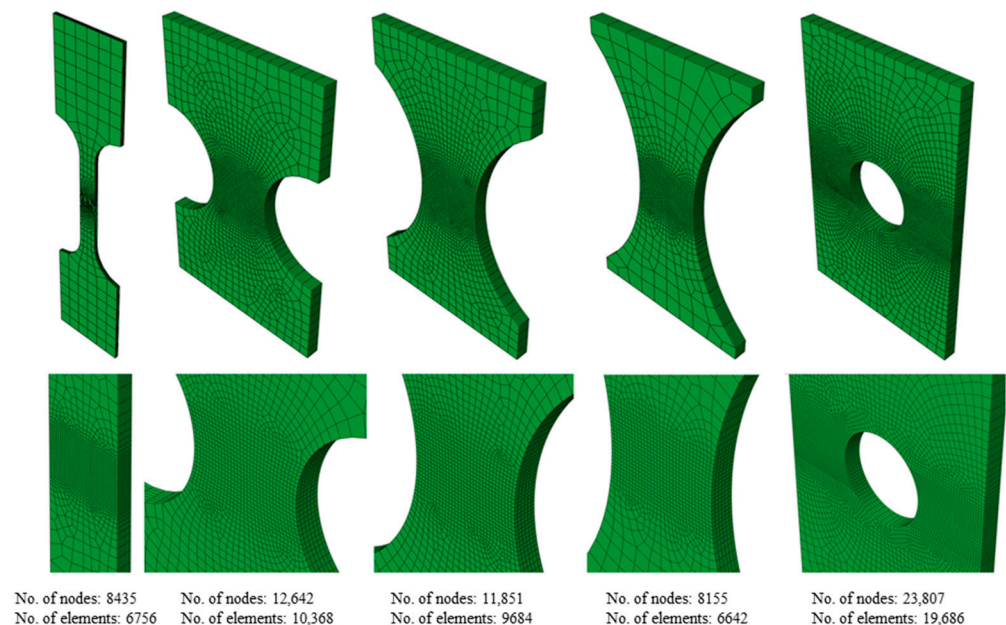 No. of nodes: 8435
No. of elements: 6756
No. of nodes: 12,642
No. of elements: 10,368
No. of nodes: 11,851
No. of elements: 9684
No. of nodes: 8155
No. of elements: 6642
No. of nodes: 23,807
No. of elements: 19,686